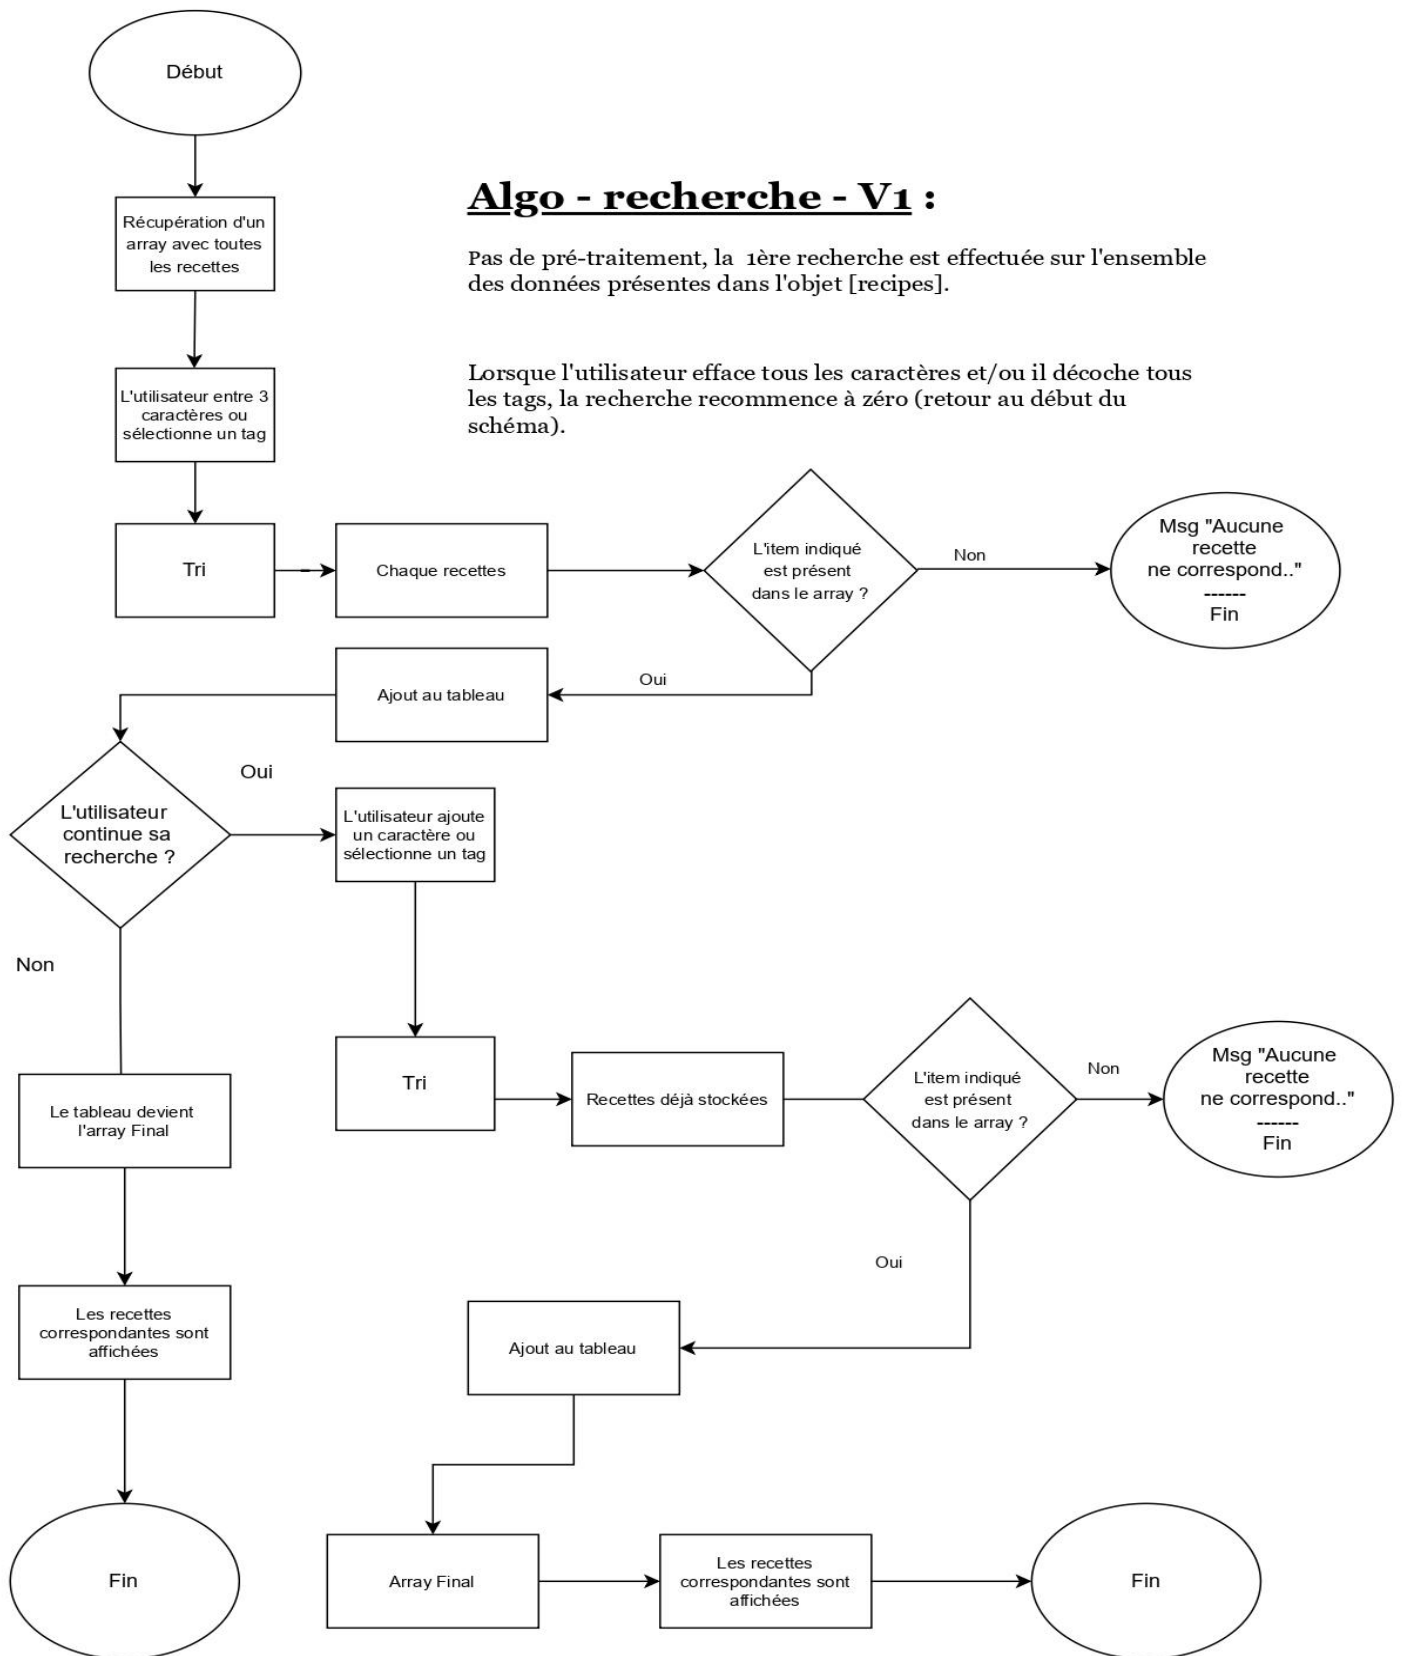 Début
Récupération d'un
array avec toutes
les recettes
Algo - recherche - V1 :
Pas de pré-traitement, la 1ère recherche est effectuée sur l'ensemble
des données présentes dans l'objet [recipes].
Lorsque l'utilisateur efface tous les caractères et/ou il décoche tous
les tags, la recherche recommence à zéro (retour au début du
schéma).
L'utilisateur entre 3
caractères ou
sélectionne un tag
Tri
Chaque recettes
L'item indiqué
est présent
dans le array ?
Non
Msg "Aucune
recette
ne correspond.."
------
Fin
Oui
Ajout au tableau
L'utilisateur
continue sa
recherche ?
Oui
L'utilisateur ajoute
un caractère ou
sélectionne un tag
Non
Tri
Recettes déjà stockées
L'item indiqué
est présent
dans le array ?
Non
Msg "Aucune
recette
ne correspond.."
------
Fin
Le tableau devient
l'array Final
Oui
Les recettes
correspondantes sont
affichées
Ajout au tableau
Fin
Array Final
Les recettes
correspondantes sont
affichées
Fin